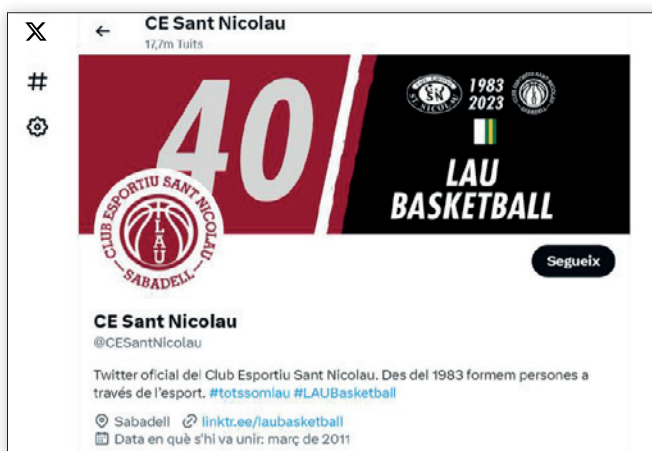 CE Sant Nicolau
17,7m Tuits
40
1983
2023
LAU
BASKETBALL
CLUB ESPORTIU SANT NICOLAU
LAU
SABADELL
Segueix
CE Sant Nicolau
@CESantNicolau
Twitter oficial del Club Esportiu Sant Nicolau. Des del 1983 formem persones a
través de l'esport. #totssomlau #LAUBasketball
Sabadell linktr.ee/laubasketball
Data en què s'hi va unir: març de 2011